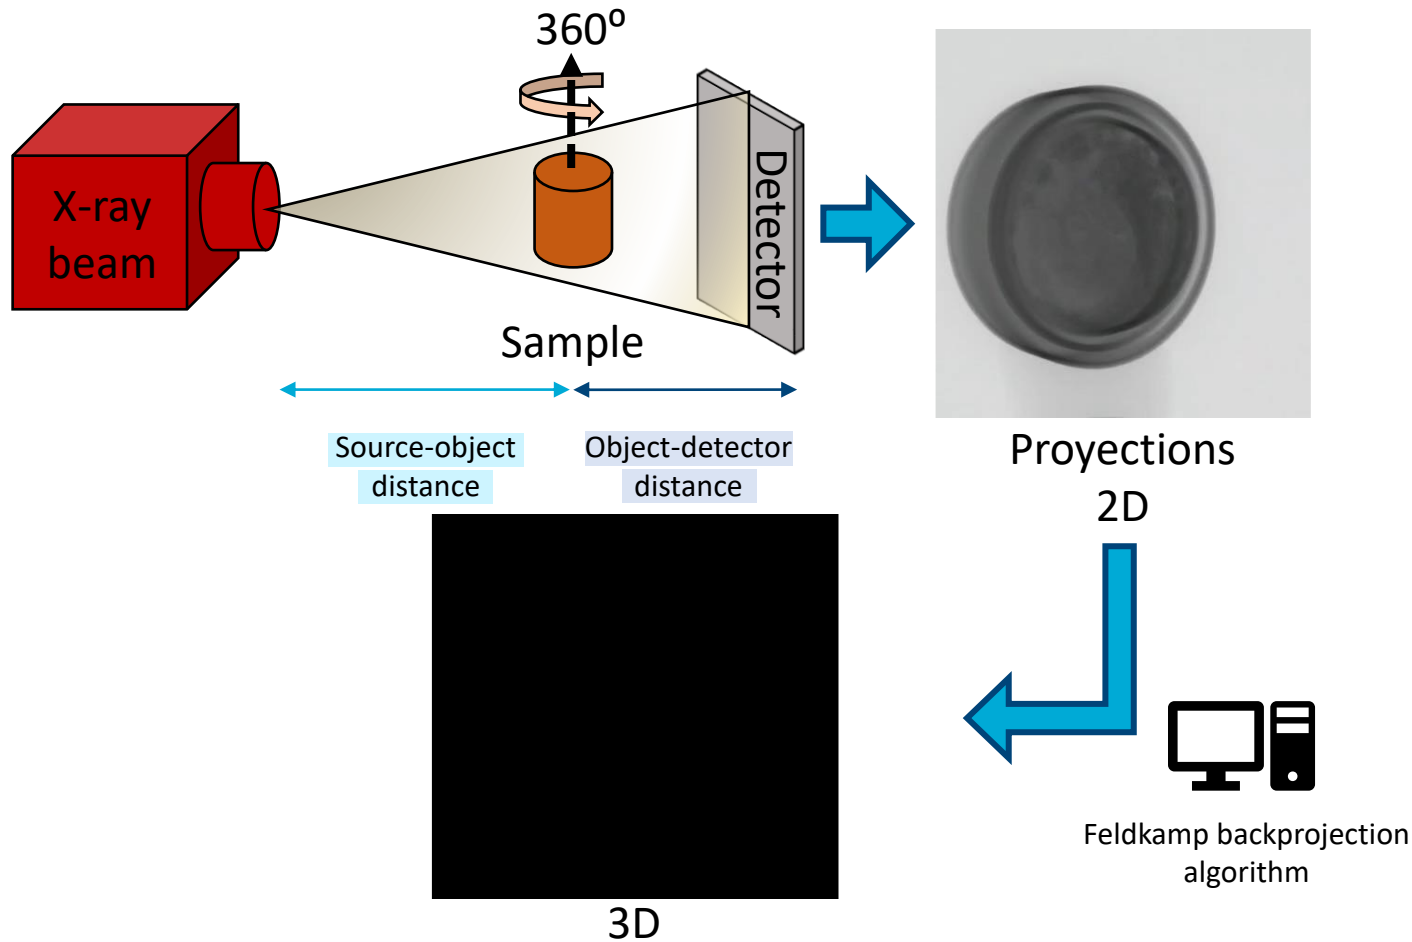 360º
X-ray
beam
Detector
Sample
Source-object
distance
Object-detector
distance
Proyections
2D
Feldkamp backprojection
algorithm
3D